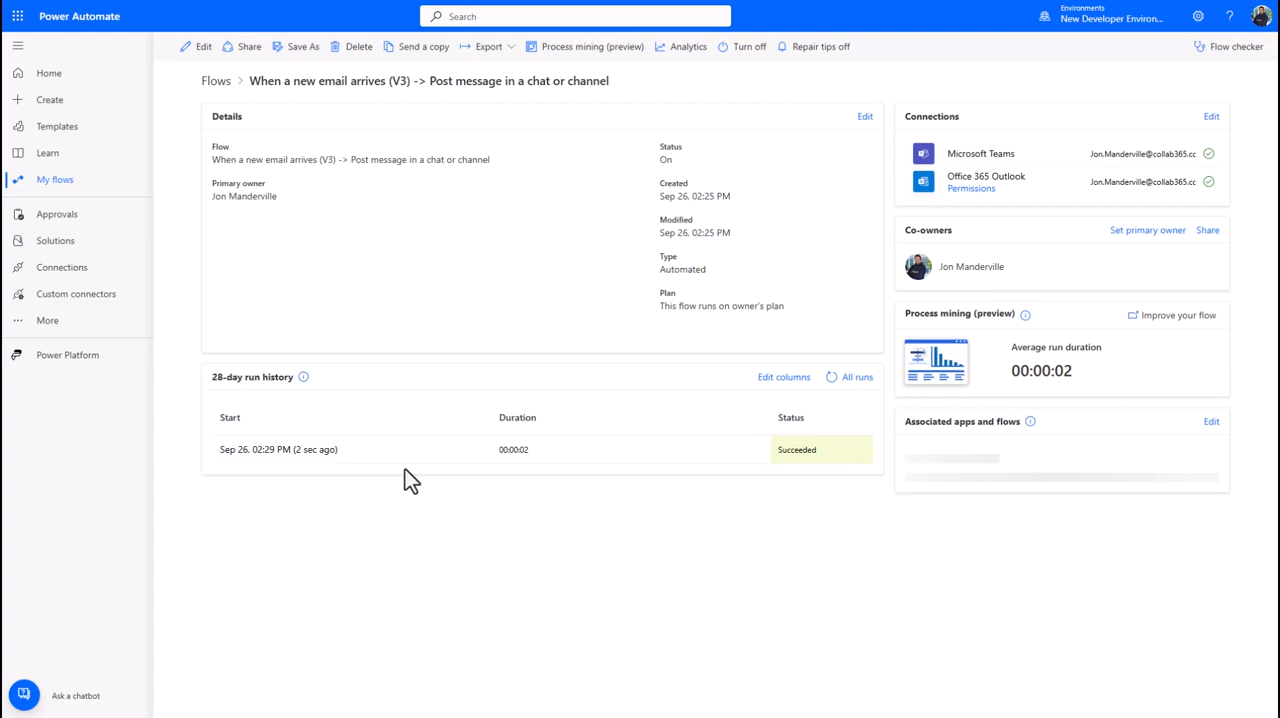 Power Automate
Search
Environments
New Developer Environ...
Edit
Share
Save As
Delete
Send a copy
Export
Process mining (preview)
Analytics
Turn off
Repair tips off
Flow checker
Home
Create
Templates
Learn
My flows
Approvals
Solutions
Connections
Custom connectors
More
Power Platform
Ask a chatbot
Flows > When a new email arrives (V3) -> Post message in a chat or channel
Details
Edit
Flow
When a new email arrives (V3) -> Post message in a chat or channel
Primary owner
Jon Manderville
Status
On
Created
Sep 26, 02:25 PM
Modified
Sep 26, 02:25 PM
Type
Automated
Plan
This flow runs on owner's plan
28-day run history
Edit columns
All runs
Start Duration Status
Sep 26, 02:29 PM (2 sec ago) 00:00:02 Succeeded
Connections
Edit
Microsoft Teams Jon.Manderville@collab365.cc
Office 365 Outlook Jon.Manderville@collab365.cc
Permissions
Co-owners
Set primary owner
Share
Jon Manderville
Process mining (preview)
Improve your flow
Average run duration
00:00:02
Associated apps and flows
Edit